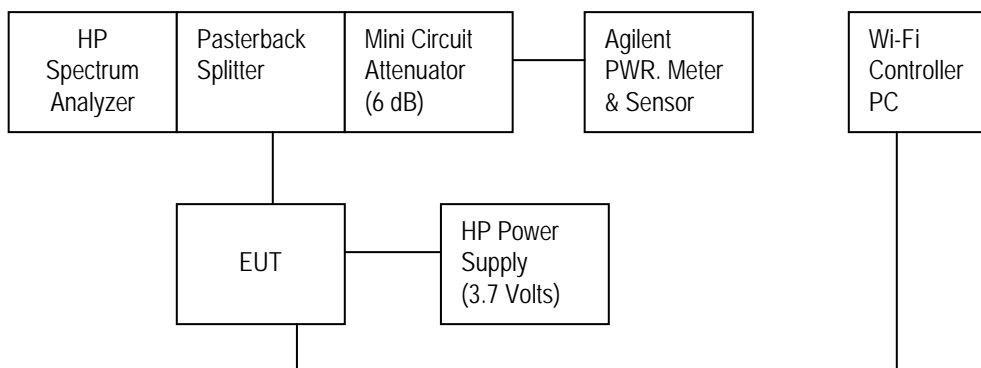 HP
Spectrum
Analyzer
Pasterback
Splitter
Mini Circuit
Attenuator
(6 dB)
Agilent
PWR. Meter
& Sensor
Wi-Fi
Controller
PC
EUT
HP Power
Supply
(3.7 Volts)